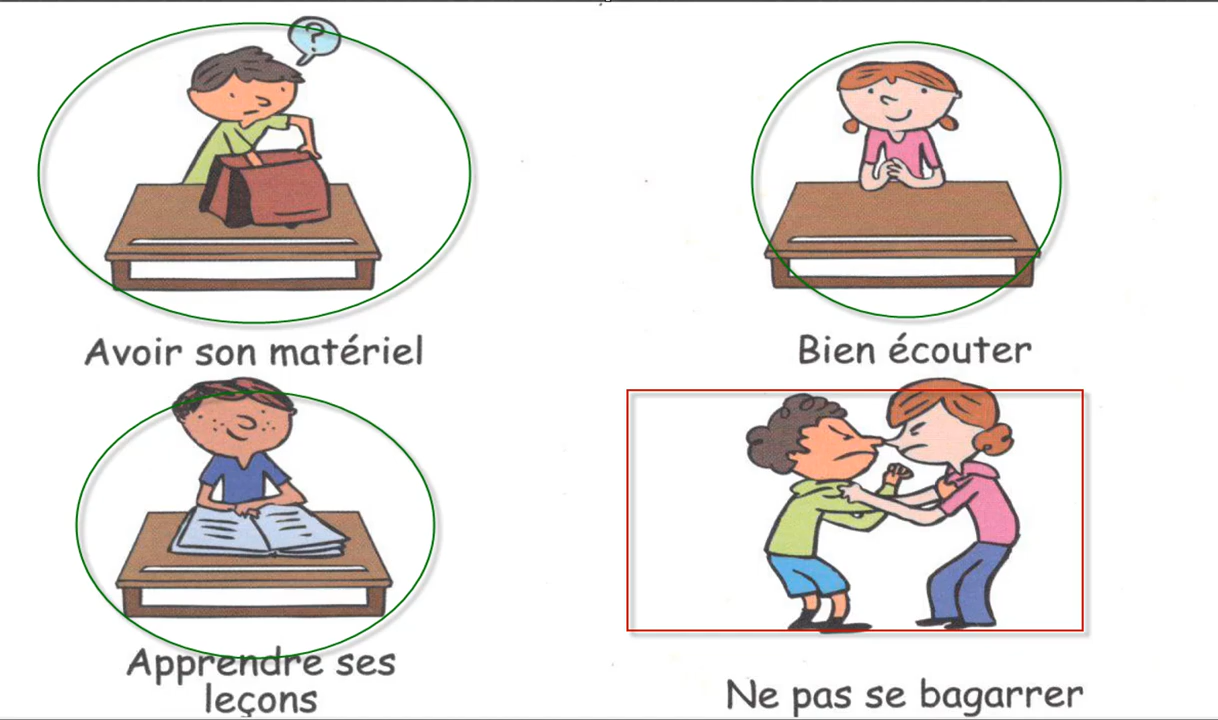 ?
Avoir son matériel
Bien écouter
Apprendre ses
leçons
Ne pas se bagarrer